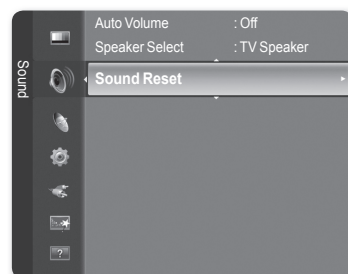 Sound
Auto Volume : Off
Speaker Select : TV Speaker
Sound Reset
?